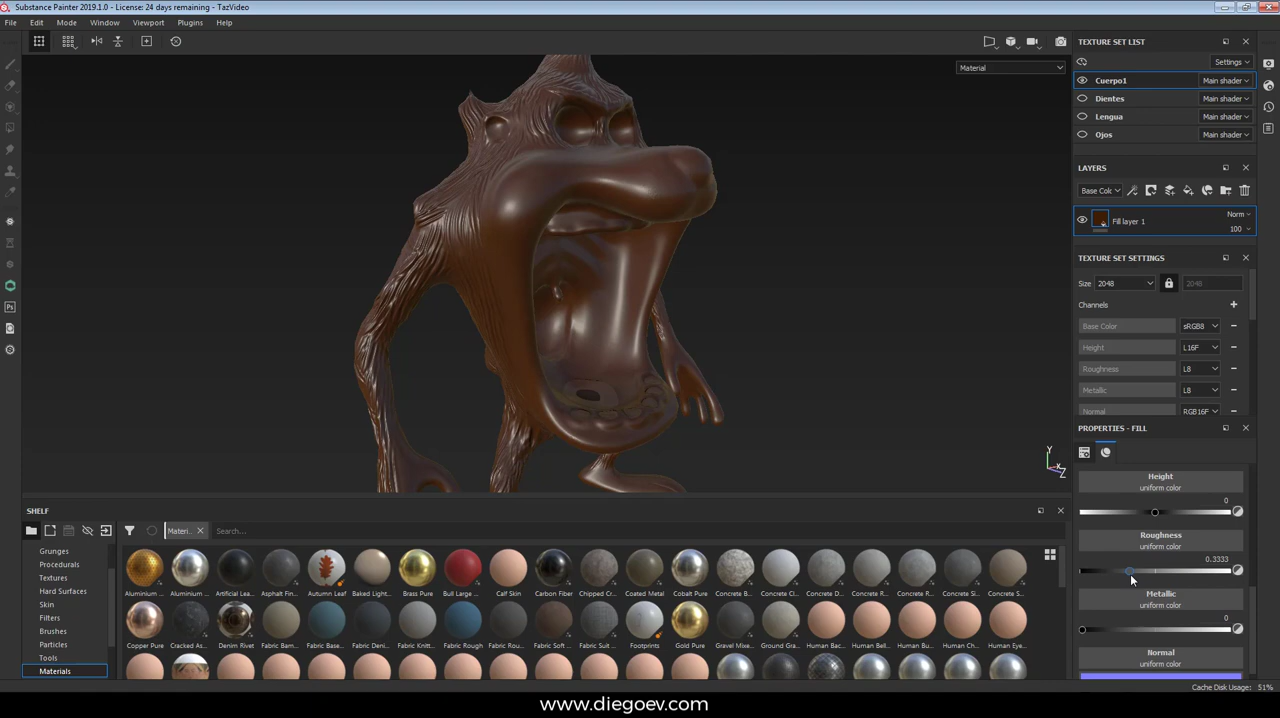 Substance Painter 2019.1.0 - License: 24 days remaining - TazVideo
File Edit Mode Window Viewport Plugins Help
Material
TEXTURE SET LIST
Settings
Cuerpo1 Main shader
Dientes Main shader
Lengua Main shader
Ojos Main shader
LAYERS
Base Col
Fill layer 1 Norm
100
TEXTURE SET SETTINGS
Size 2048 2048
Channels
Base Color sRGB8
Height L16F
Roughness L8
Metallic L8
Normal RGB16F
PROPERTIES - FILL
Height
uniform color
0
Roughness
uniform color
0.3333
Metallic
uniform color
0
Normal
uniform color
Y
X
Z
Ps
SHELF
Materi...
Search...
Grunges
Procedurals
Textures
Hard Surfaces
Skin
Filters
Brushes
Particles
Tools
Materials
Aluminium ... Aluminium ... Artificial Lea... Asphalt Fin... Autumn Leaf Baked Light... Brass Pure Bull Large ... Calf Skin Carbon Fiber Chipped Cr... Coated Metal Cobalt Pure Concrete B... Concrete C... Concrete D... Concrete R... Concrete R... Concrete S...
Copper Pure Cracked As... Denim Rivet Fabric Bam... Fabric Base... Fabric Deni... Fabric Knitt... Fabric Rough Fabric Rou... Fabric Soft ... Fabric Suit ... Footprints Gold Pure Gravel Mixe... Ground Gra... Human Bac... Human Bell... Human Bu... Human Ch... Human Eye...
Cache Disk Usage: 51%
www.diegoev.com